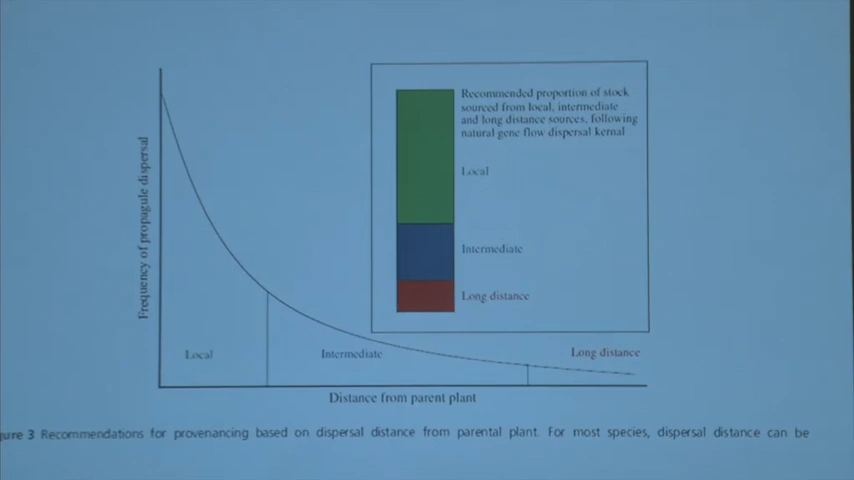 Recommended proportion of stock
sourced from local, intermediate
and long distance sources, following
natural gene flow dispersal kernal
Local
Intermediate
Long distance
Frequency of propagule dispersal
Local
Intermediate
Long distance
Distance from parent plant
gure 3 Recommendations for provenancing based on dispersal distance from parental plant. For most species, dispersal distance can be